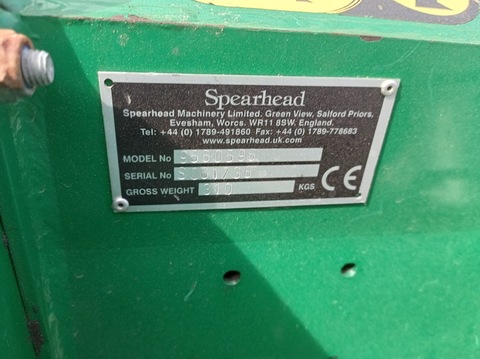 Spearhead
Spearhead Machinery Limited. Green View, Salford Priors,
Evesham, Worcs. WR11 8SW. England.
Tel: +44 (0) 1789-491860 Fax: +44 (0) 1789-778683
www.spearhead.uk.com
MODEL No
SERIAL No
GROSS WEIGHT 310 KGS
CE